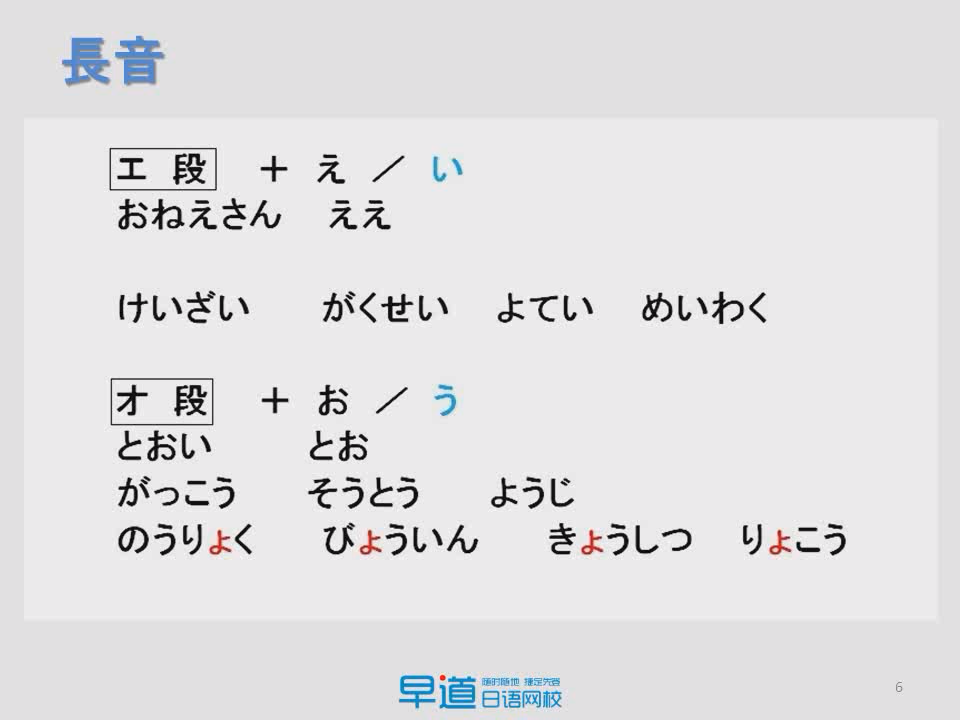 長音
エ 段 ＋ え ／ い
おねえさん ええ
けいざい がくせい よてい めいわく
オ 段 ＋ お ／ う
とおい とお
がっこう そうとう ようじ
のうりょく びょういん きょうしつ りょこう
早道 随时随地 搞定先登
日语网校
6